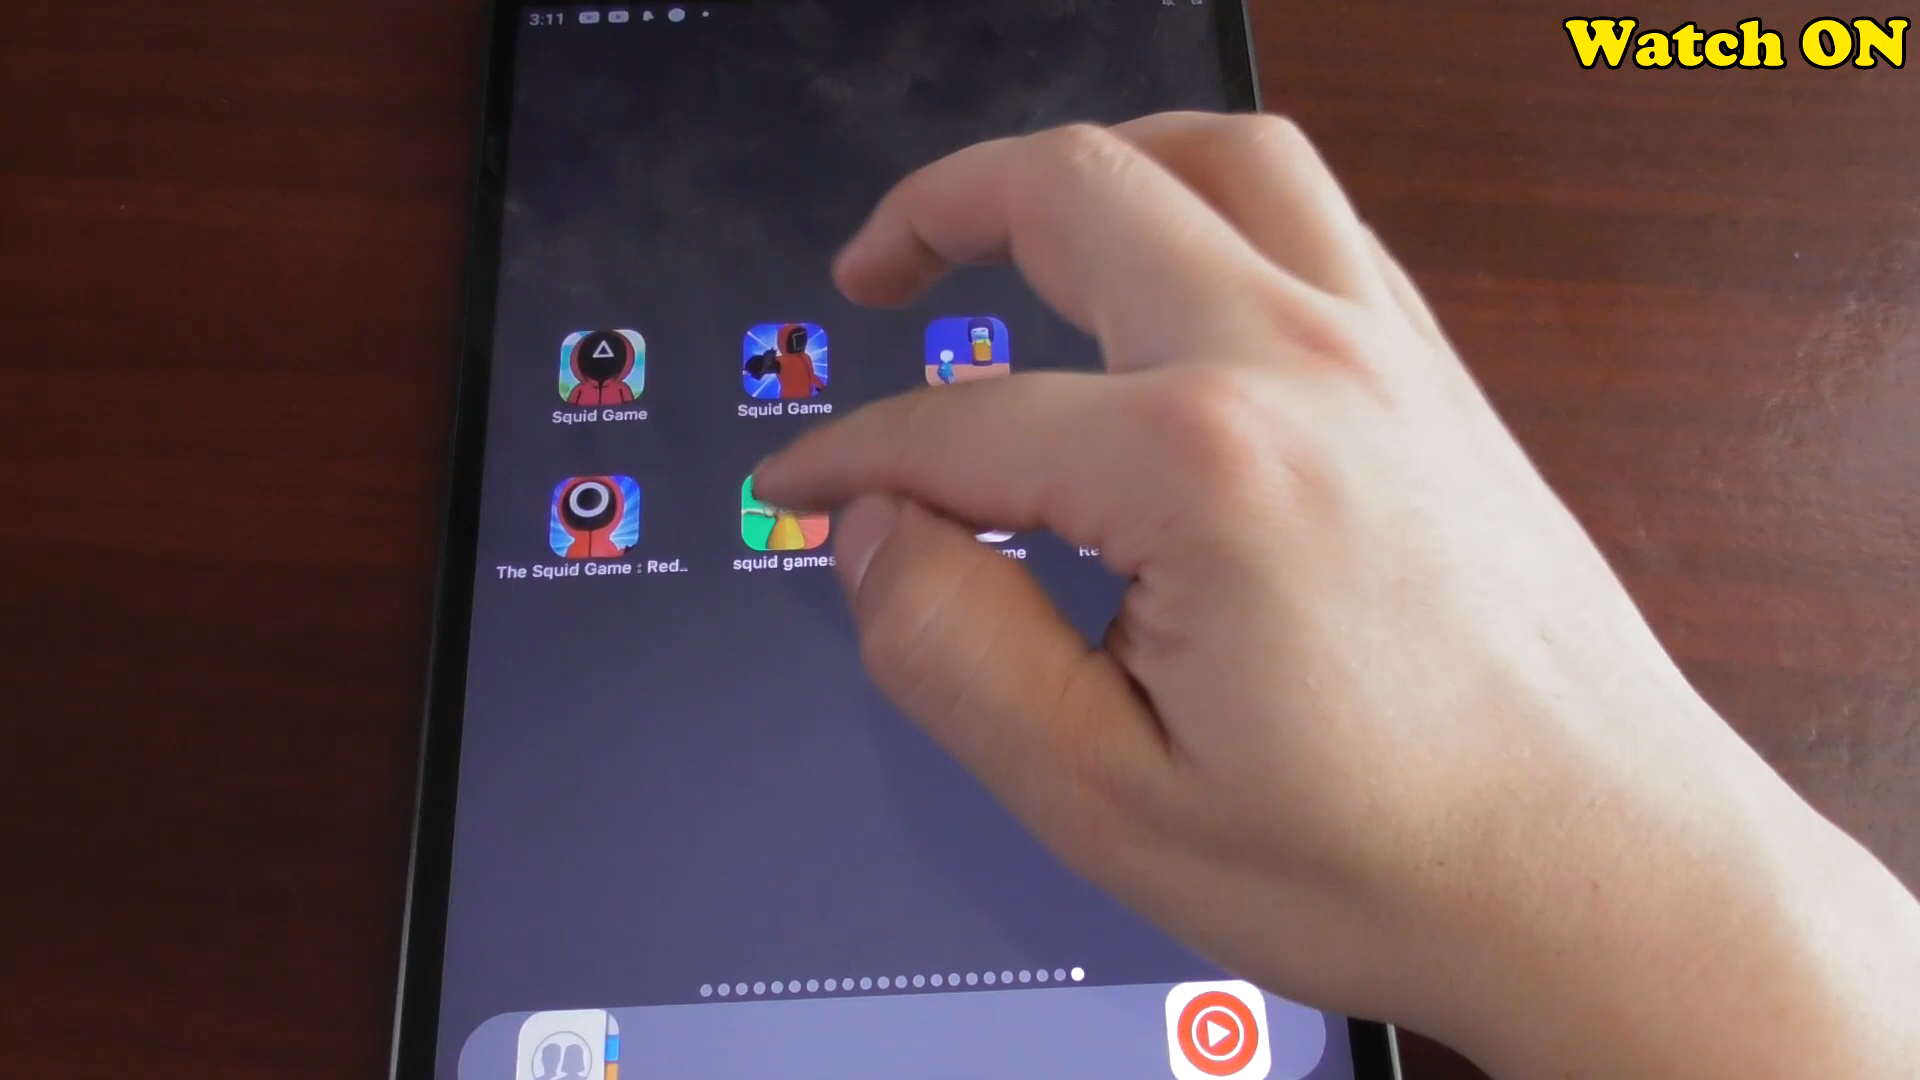 3:11
Watch ON
Squid Game
Squid Game
The Squid Game : Red..
squid games